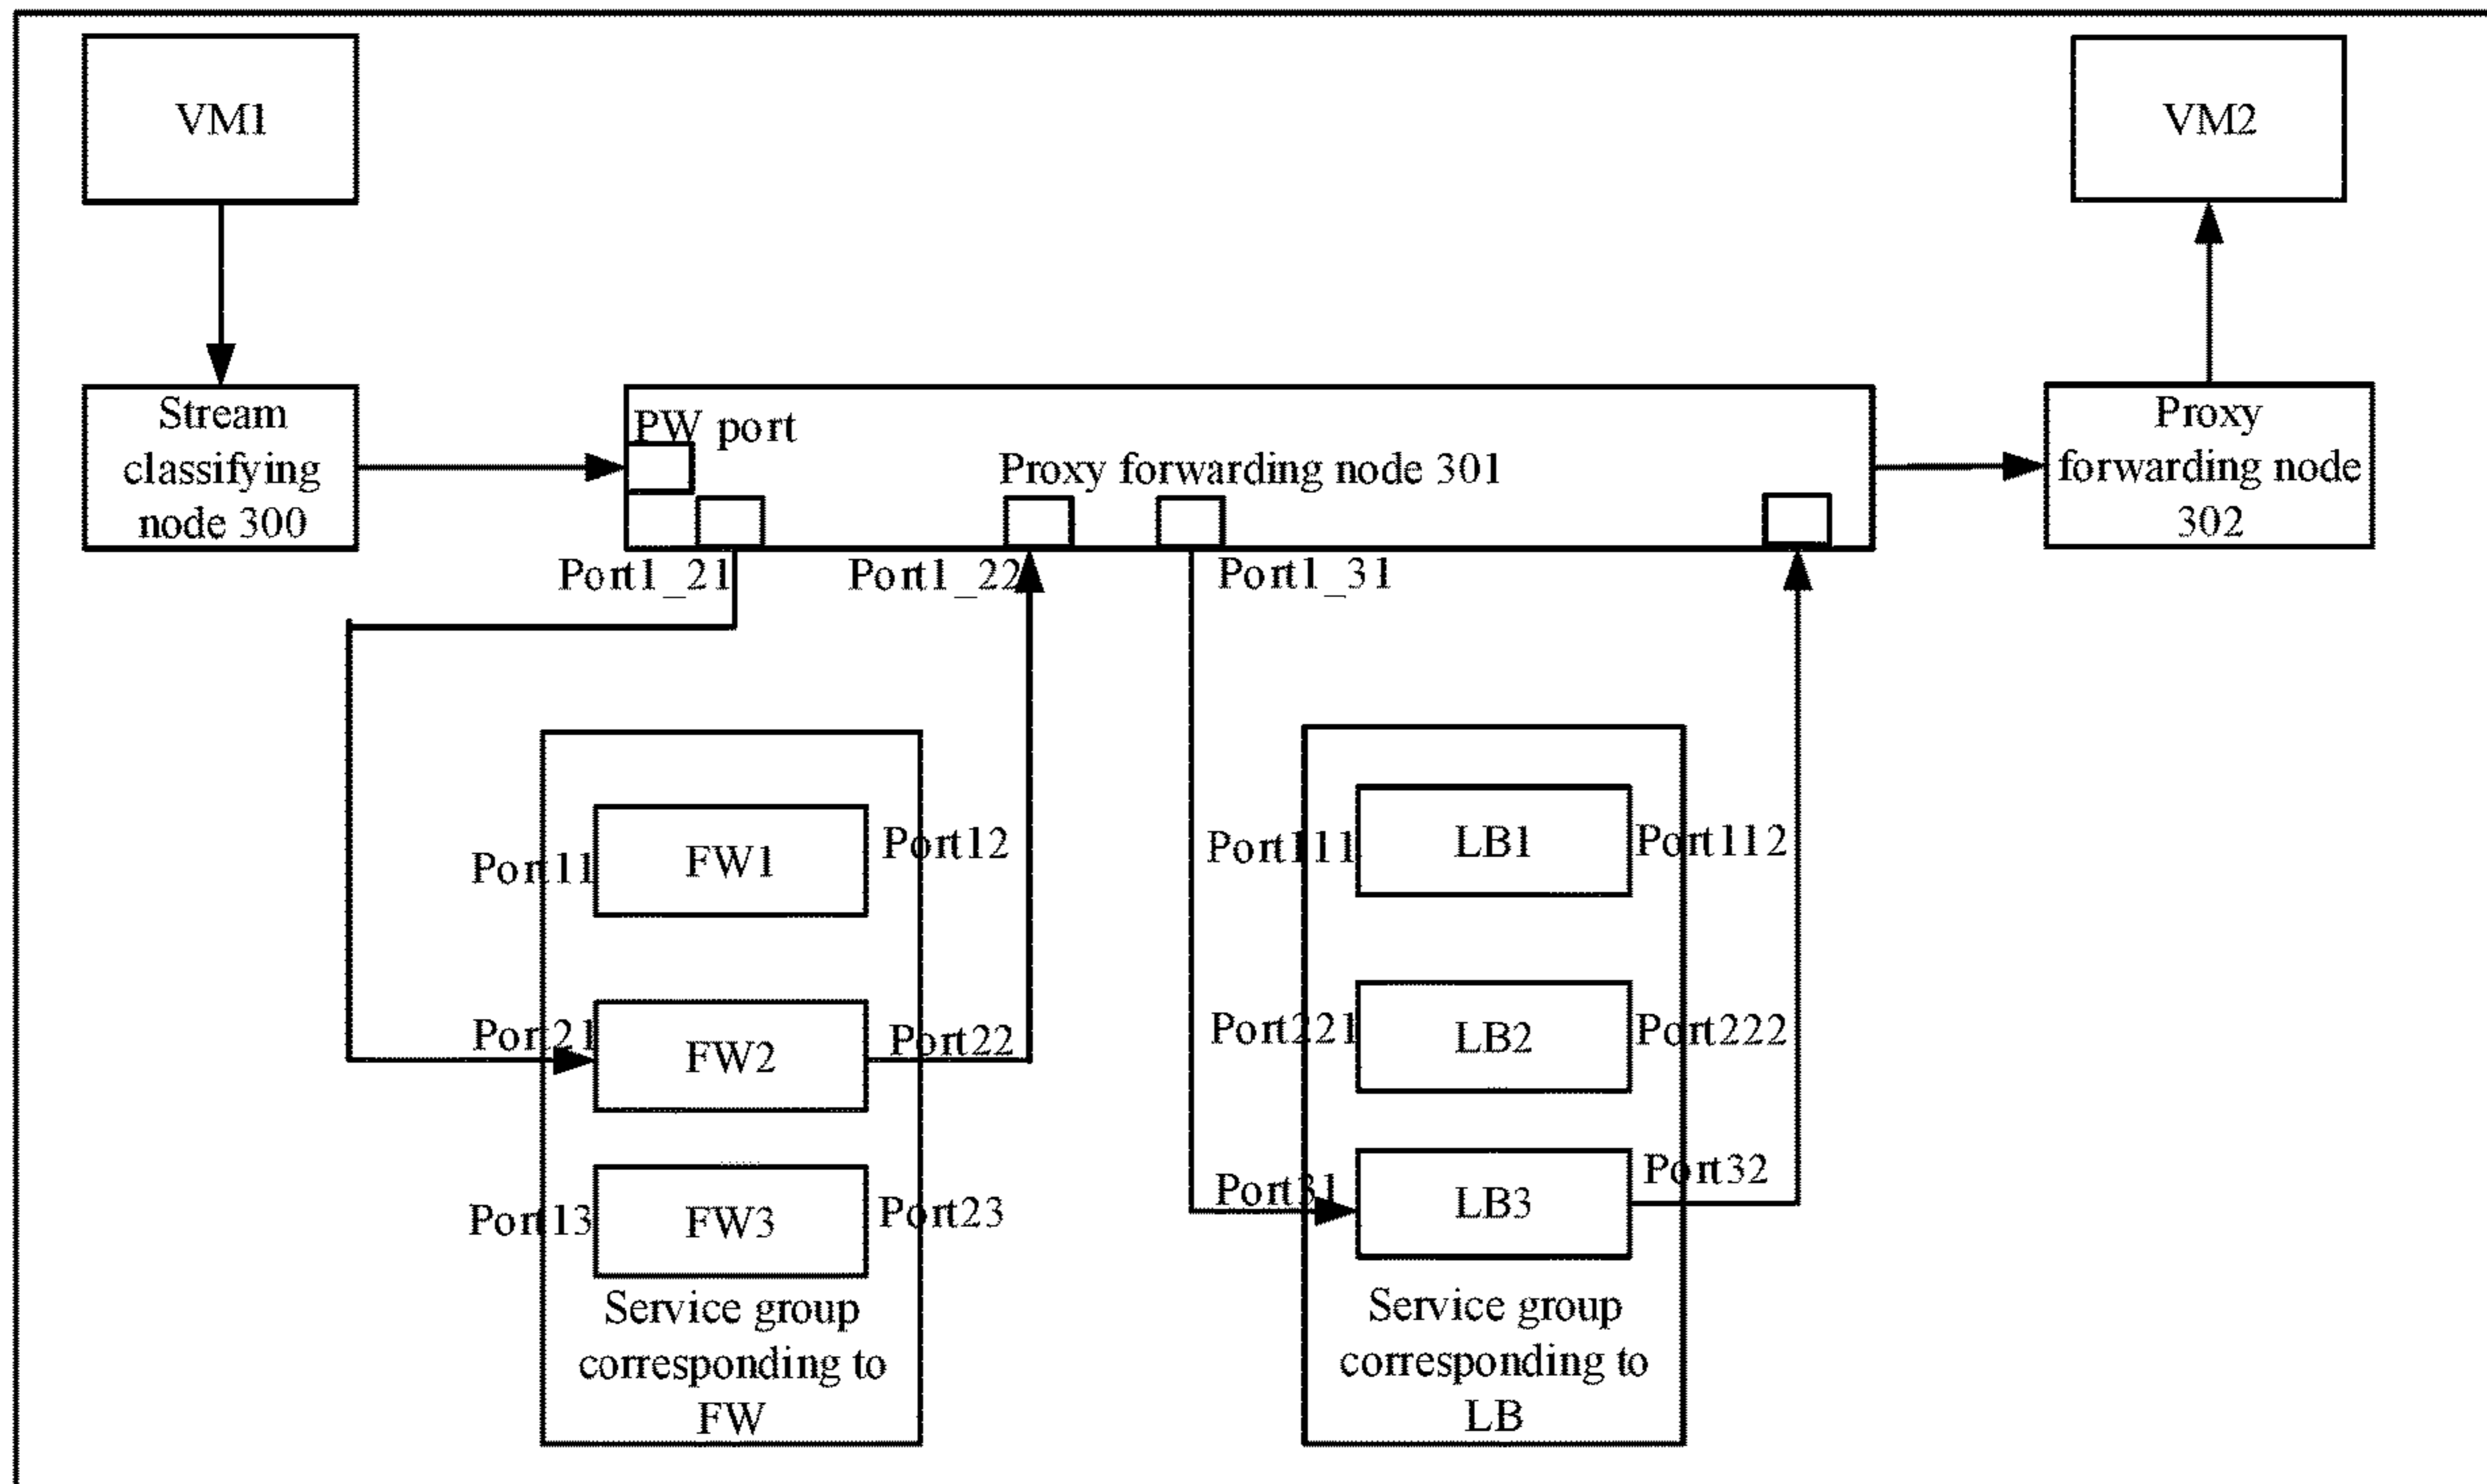 VM1
VM2
Stream
classifying
node 300
PW port
Proxy forwarding node 301
Proxy
forwarding node
302
Port1_21
Port1_22
Port1_31
Port11
FW1
Port12
Port21
FW2
Port22
Port13
FW3
Port23
Service group
corresponding to
FW
Port111
LB1
Port112
Port221
LB2
Port222
Port31
LB3
Port32
Service group
corresponding to
LB